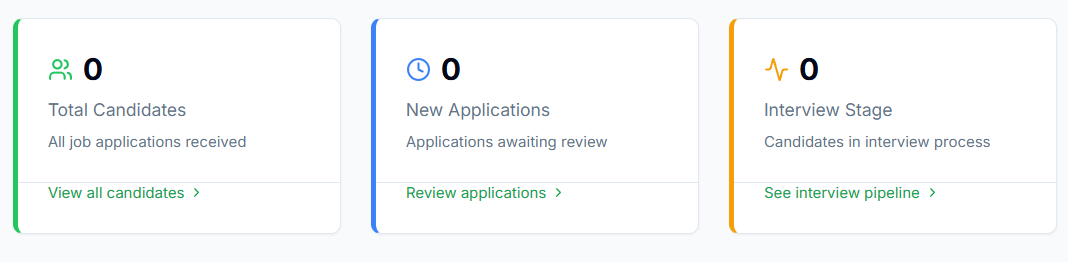 0
Total Candidates
All job applications received
View all candidates
0
New Applications
Applications awaiting review
Review applications
0
Interview Stage
Candidates in interview process
See interview pipeline